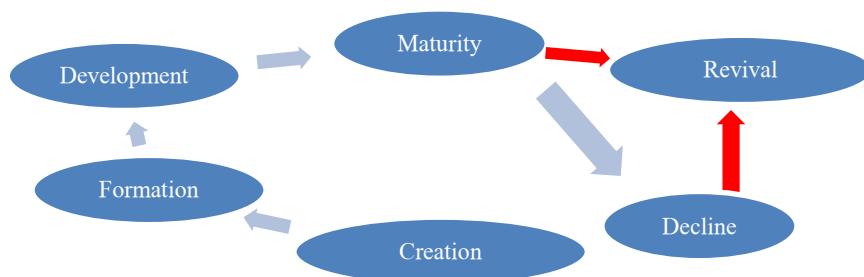 Maturity
Development
Revival
Formation
Decline
Creation